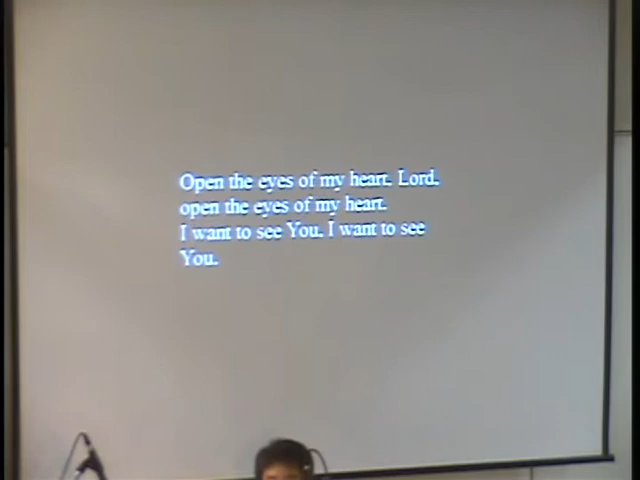 Open the eyes of my heart, Lord,
open the eyes of my heart.
I want to see You, I want to see
You.